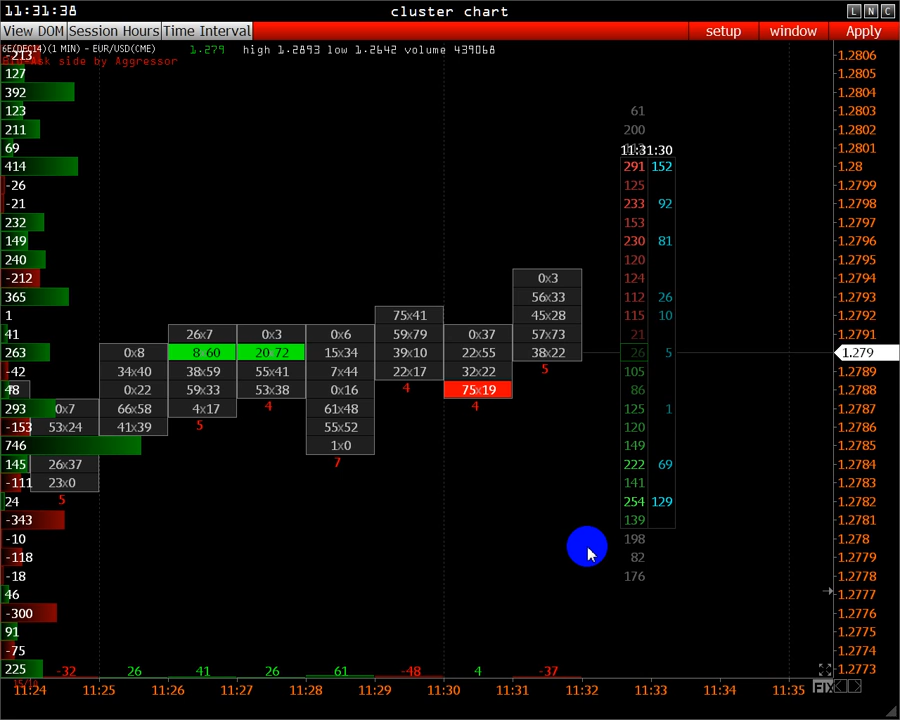 11:31:38 cluster chart L N C
View DOM Session Hours Time Interval setup window Apply
6E(DEC14)(1 MIN) - EUR/USD(CME) 1.279 high 1.2893 low 1.2642 volume 439068
-213 1.2806
Ask side by Aggressor
127 1.2805
392 1.2804
123 61 1.2803
211 200 1.2802
69 11:31:30 1.2801
414 291 152 1.28
-26 125 1.2799
-21 233 92 1.2798
232 153 1.2797
149 230 81 1.2796
240 120 1.2795
-212 0x3 124 1.2794
365 56x33 112 26 1.2793
1 75x41 45x28 115 10 1.2792
41 26x7 0x3 0x6 59x79 0x37 57x73 21 1.2791
263 0x8 8 60 20 72 15x34 39x10 22x55 38x22 26 5 1.279
-42 34x40 38x59 55x41 7x44 22x17 32x22 5 105 1.2789
48 0x22 59x33 53x38 0x16 4 75x19 86 1.2788
293 0x7 66x58 4x17 4 61x48 4 125 1 1.2787
-153 53x24 41x39 5 55x52 120 1.2786
746 1x0 149 1.2785
145 26x37 7 222 69 1.2784
-111 23x0 141 1.2783
24 5 254 129 1.2782
-343 139 1.2781
-10 198 1.278
-118 82 1.2779
-18 176 1.2778
46 1.2777
-300 1.2776
91 1.2775
-75 1.2774
225 -32 26 41 26 61 -48 4 -37 1.2773
11:24 11:25 11:26 11:27 11:28 11:29 11:30 11:31 11:32 11:33 11:34 11:35 FIX